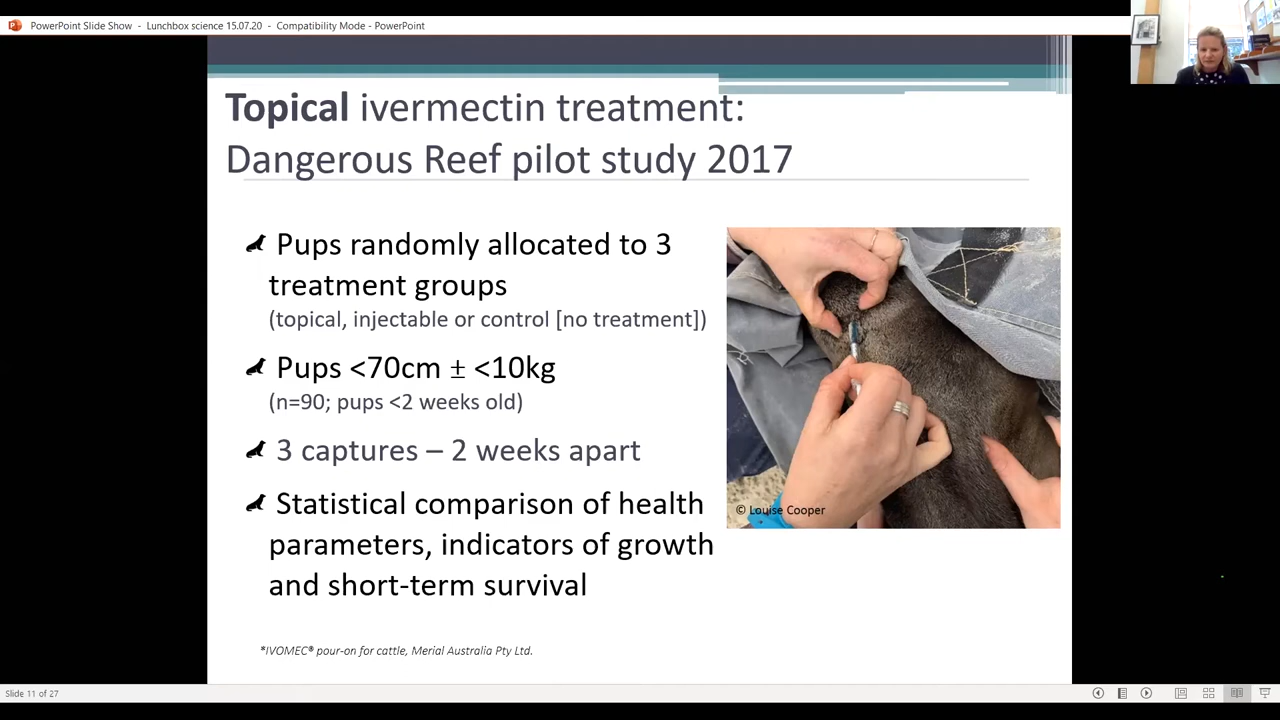 PowerPoint Slide Show - Lunchbox science 15.07.20 - Compatibility Mode - PowerPoint
Topical ivermectin treatment:
Dangerous Reef pilot study 2017
Pups randomly allocated to 3
treatment groups
(topical, injectable or control [no treatment])
Pups <70cm ± <10kg
(n=90; pups <2 weeks old)
3 captures – 2 weeks apart
Statistical comparison of health
parameters, indicators of growth
and short-term survival
© Louise Cooper
*IVOMEC® pour-on for cattle, Merial Australia Pty Ltd.
Slide 11 of 27